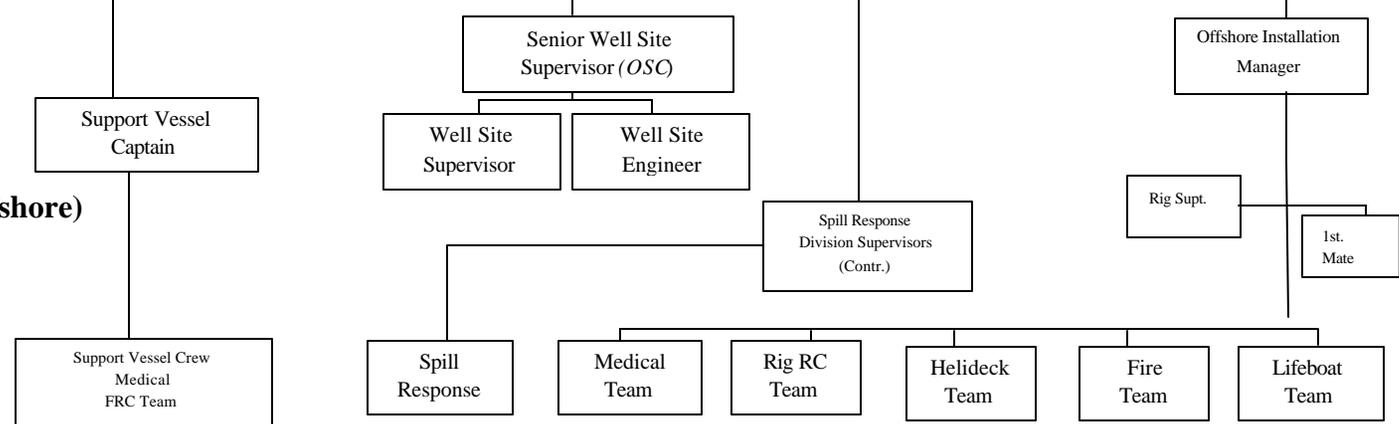 Senior Well Site
Supervisor (OSC)
Offshore Installation
Manager
Support Vessel
Captain
Well Site
Supervisor
Well Site
Engineer
shore)
Rig Supt.
1st.
Mate
Spill Response
Division Supervisors
(Contr.)
Support Vessel Crew
Medical
FRC Team
Spill
Response
Medical
Team
Rig RC
Team
Helideck
Team
Fire
Team
Lifeboat
Team